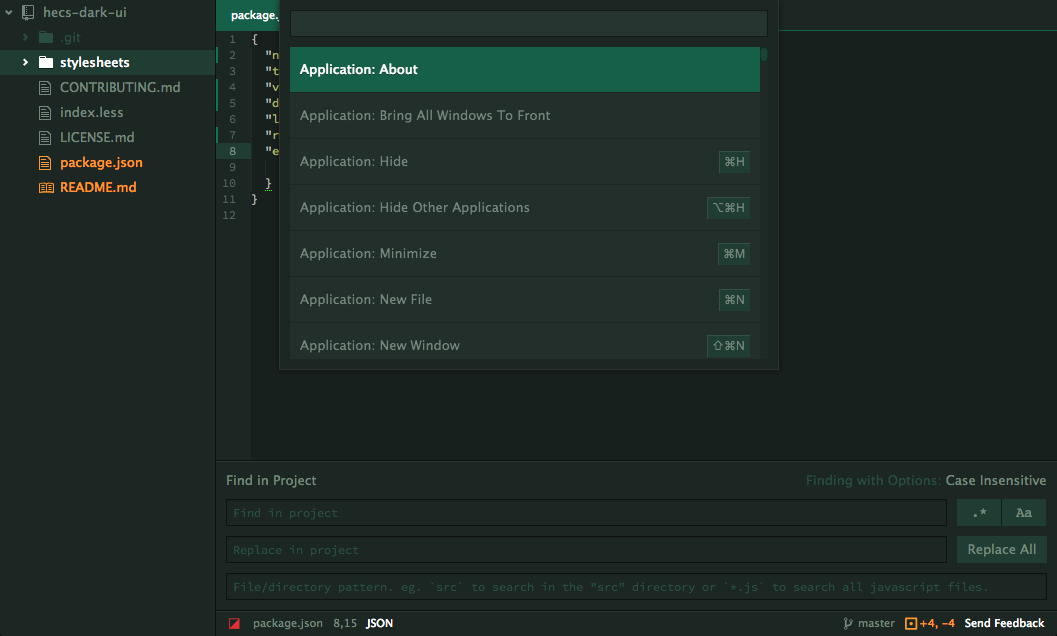 hecs-dark-ui
.git
stylesheets
CONTRIBUTING.md
index.less
LICENSE.md
package.json
README.md
package.
1 {
2 "n
3 "t
4 "v
5 "d
6 "l
7 "r
8 "e
9
10 }
11 }
12
Application: About
Application: Bring All Windows To Front
Application: Hide ⌘H
Application: Hide Other Applications ⌥⌘H
Application: Minimize ⌘M
Application: New File ⌘N
Application: New Window ⇧⌘N
Find in Project Finding with Options: Case Insensitive
Find in project .* Aa
Replace in project Replace All
File/directory pattern. eg. `src` to search in the "src" directory or `*.js` to search all javascript files.
package.json 8,15 JSON master +4, -4 Send Feedback